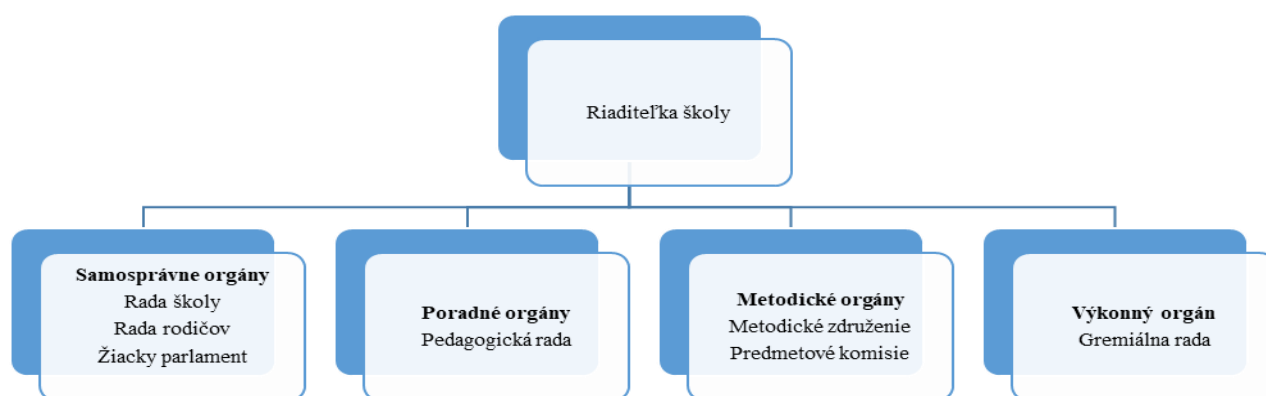 Riaditeľka školy
Samosprávne orgány
Rada školy
Rada rodičov
Žiacky parlament
Poradné orgány
Pedagogická rada
Metodické orgány
Metodické združenie
Predmetové komisie
Výkonný orgán
Gremiálna rada